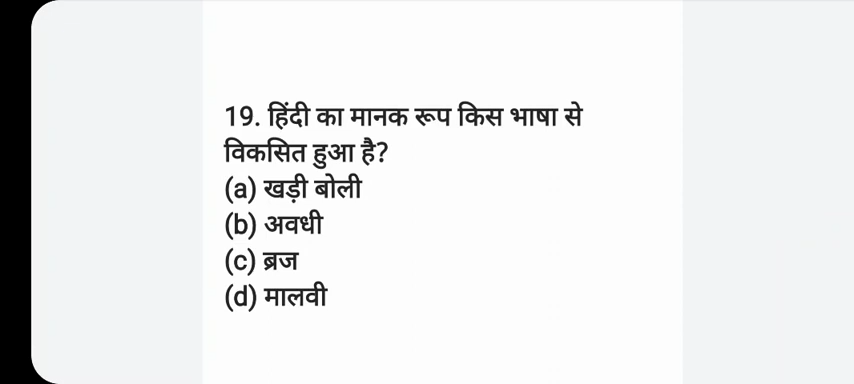 19. हिंदी का मानक रूप किस भाषा से
विकसित हुआ है?
(a) खड़ी बोली
(b) अवधी
(c) ब्रज
(d) मालवी